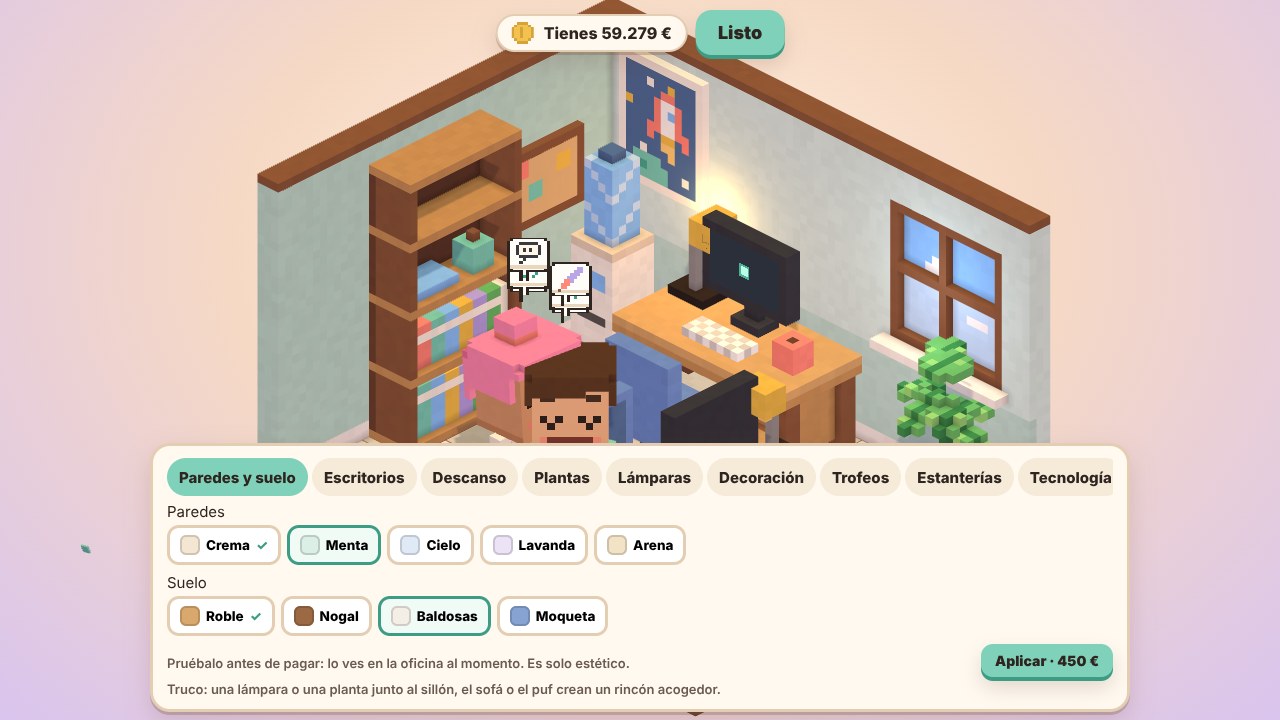 Tienes 59.279 €
Listo
Paredes y suelo
Escritorios
Descanso
Plantas
Lámparas
Decoración
Trofeos
Estanterías
Tecnología
Paredes
Crema ✓
Menta
Cielo
Lavanda
Arena
Suelo
Roble ✓
Nogal
Baldosas
Moqueta
Pruébalo antes de pagar: lo ves en la oficina al momento. Es solo estético.
Aplicar · 450 €
Truco: una lámpara o una planta junto al sillón, el sofá o el puf crean un rincón acogedor.